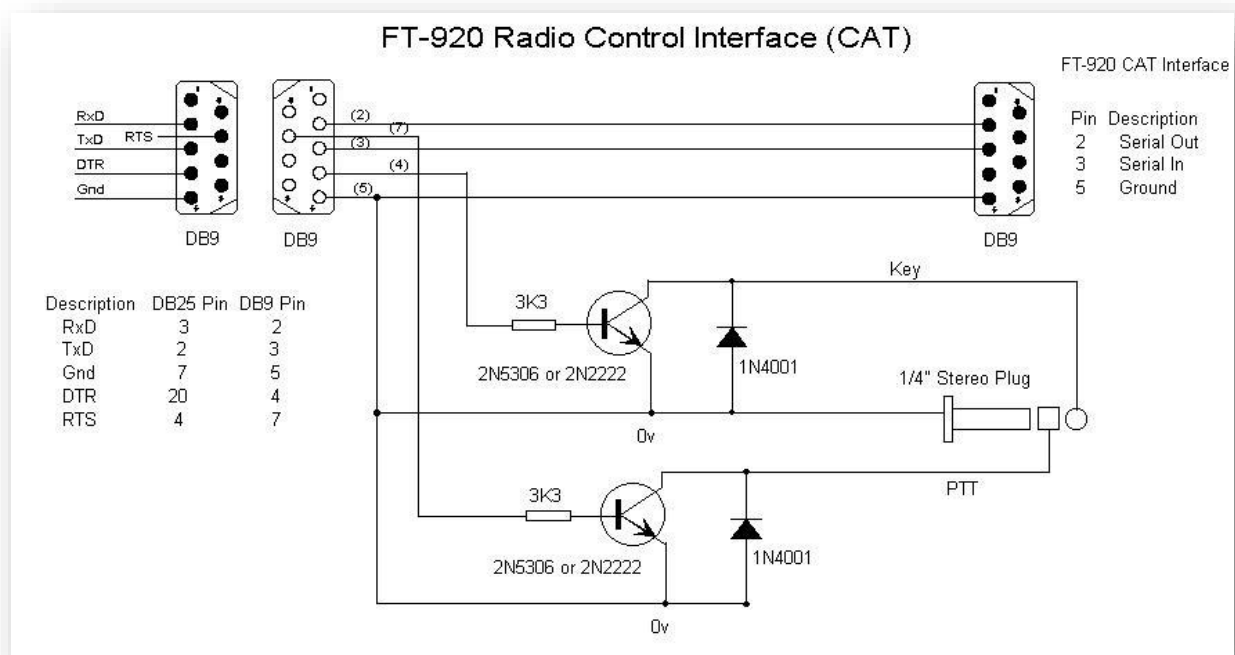 FT-920 Radio Control Interface (CAT)
FT-920 CAT Interface
Pin Description
2 Serial Out
3 Serial In
5 Ground
RxD
TxD
RTS
DTR
Gnd
(2)
(7)
(3)
(4)
(5)
DB9
DB9
DB9
Description DB25 Pin DB9 Pin
RxD 3 2
TxD 2 3
Gnd 7 5
DTR 20 4
RTS 4 7
Key
3K3
2N5306 or 2N2222
1N4001
1/4" Stereo Plug
0v
PTT
3K3
2N5306 or 2N2222
1N4001
0v